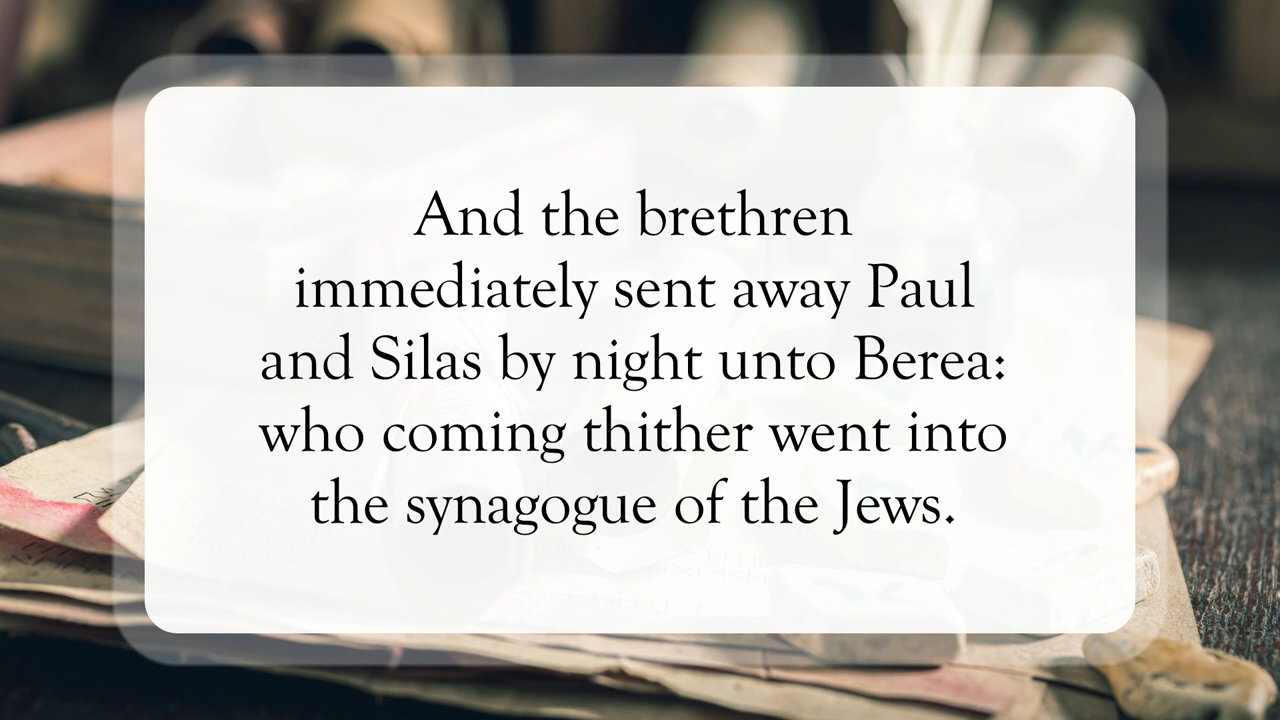 And the brethren
immediately sent away Paul
and Silas by night unto Berea:
who coming thither went into
the synagogue of the Jews.